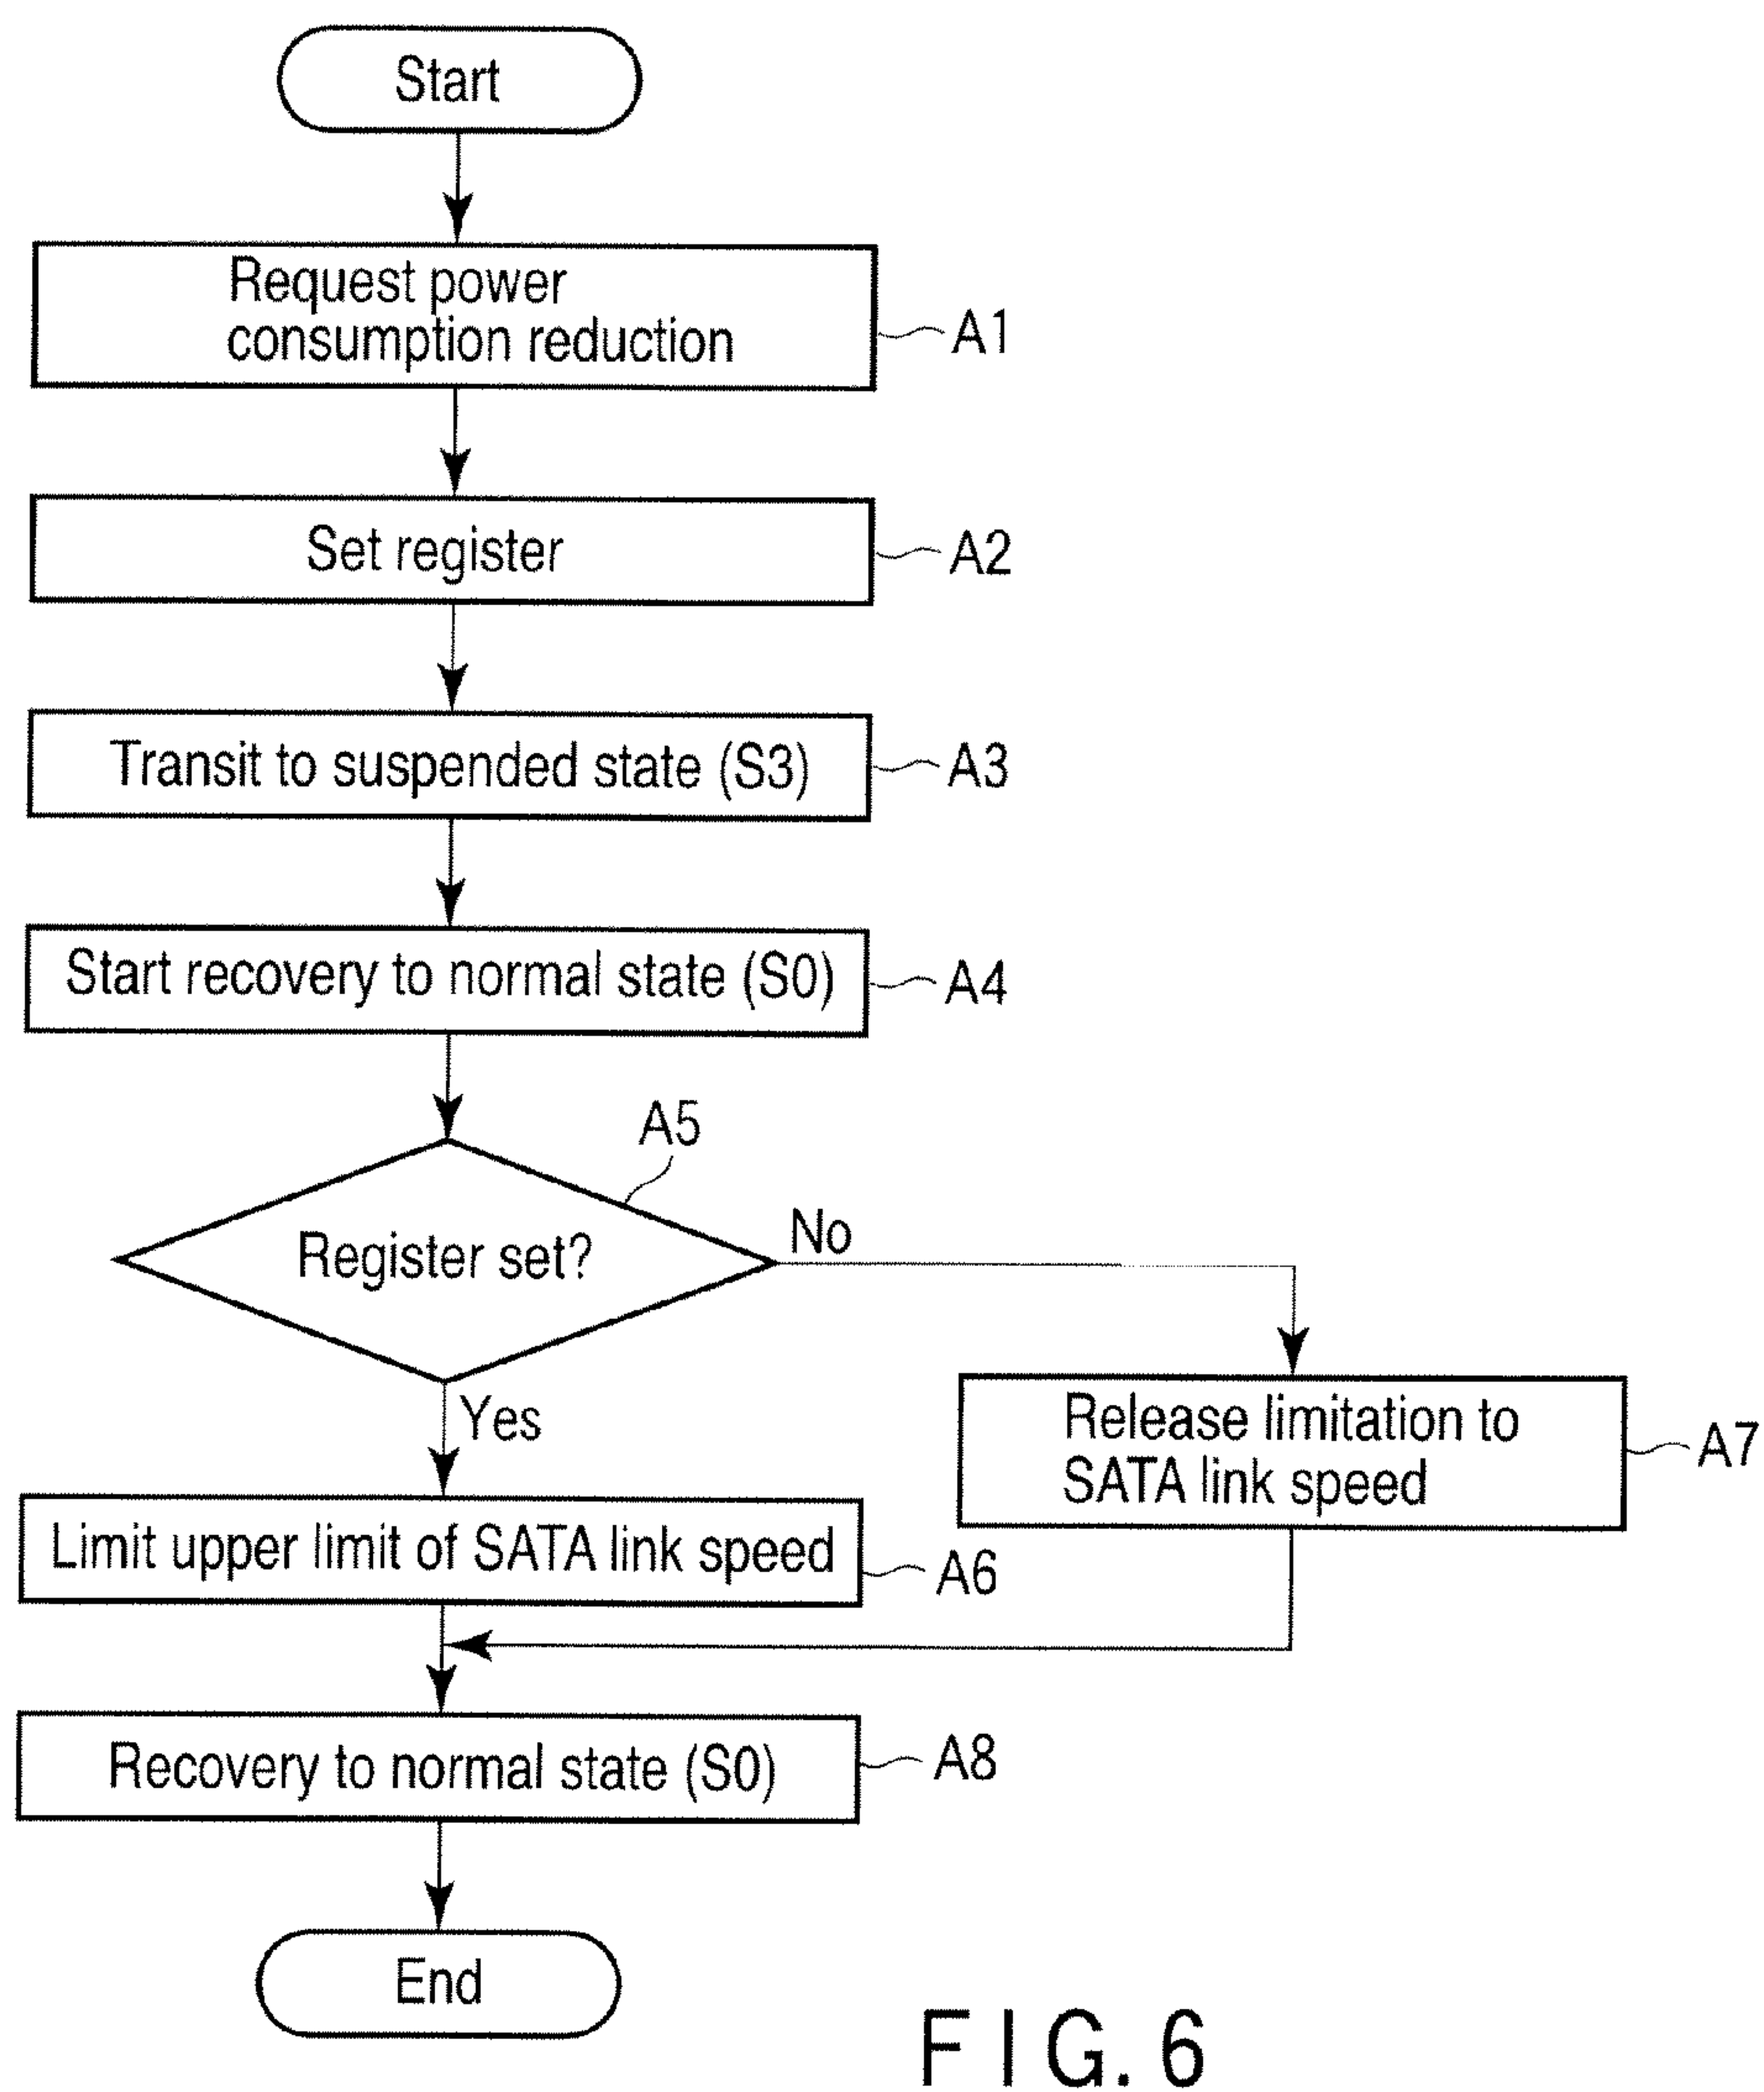 Start
Request power
consumption reduction
A1
Set register
A2
Transit to suspended state (S3)
A3
Start recovery to normal state (S0)
A4
A5
Register set?
No
Yes
Release limitation to
SATA link speed
A7
Limit upper limit of SATA link speed
A6
Recovery to normal state (S0)
A8
End
FIG. 6